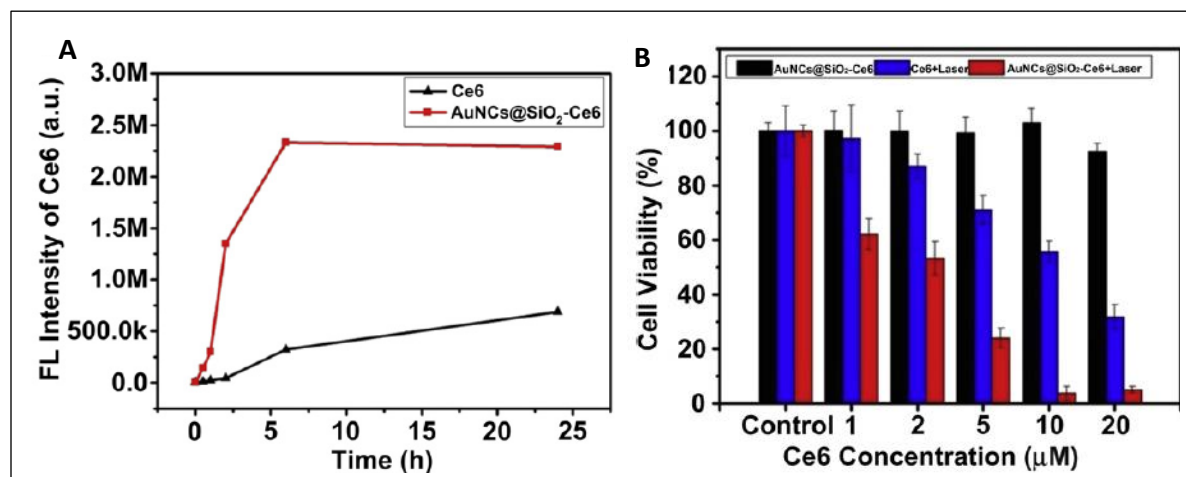 A
FL Intensity of Ce6 (a.u.)
3.0M
2.5M
2.0M
1.5M
1.0M
500.0k
0.0
Ce6
AuNCs@SiO₂-Ce6
0 5 10 15 20 25
Time (h)
B
Cell Viability (%)
120
100
80
60
40
20
0
AuNCs@SiO₂-Ce6 Ce6+Laser AuNCs@SiO₂-Ce6+Laser
Control 1 2 5 10 20
Ce6 Concentration (μM)